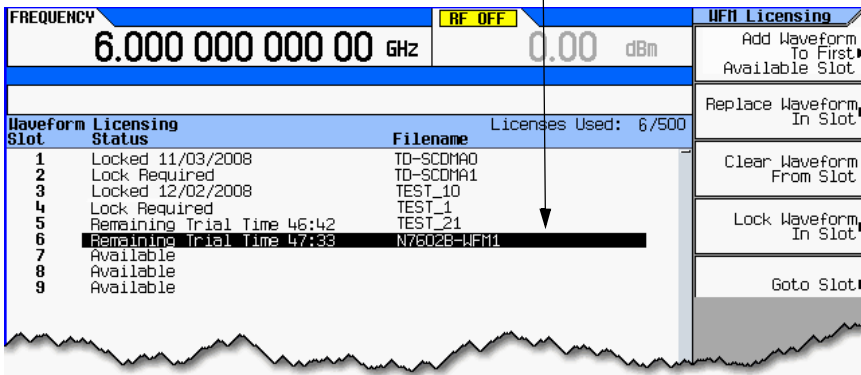 FREQUENCY
6.000 000 000 00 GHz
RF OFF
0.00 dBm
Waveform Licensing Licenses Used: 6/500
Slot Status Filename
1 Locked 11/03/2008 TD-SCDMA0
2 Lock Required TD-SCDMA1
3 Locked 12/02/2008 TEST_10
4 Lock Required TEST_1
5 Remaining Trial Time 46:42 TEST_21
6 Remaining Trial Time 47:33 N7602B-WFM1
7 Available
8 Available
9 Available
WFM Licensing
Add Waveform
To First
Available Slot
Replace Waveform
In Slot
Clear Waveform
From Slot
Lock Waveform
In Slot
Goto Slot